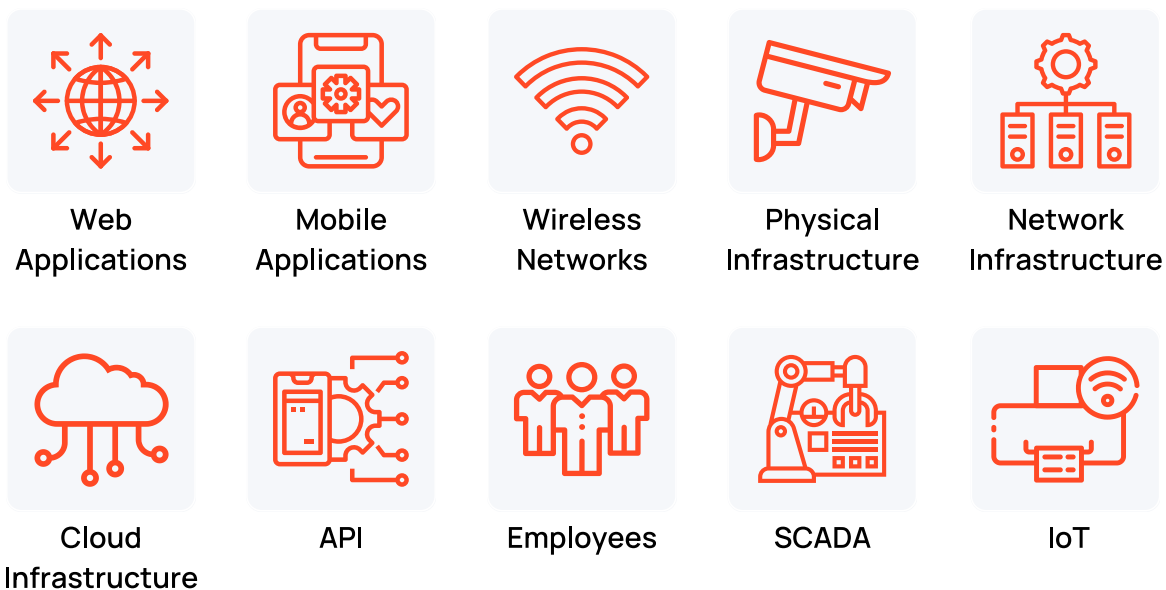 Web
Applications
Mobile
Applications
Wireless
Networks
Physical
Infrastructure
Network
Infrastructure
Cloud
Infrastructure
API
Employees
SCADA
IoT